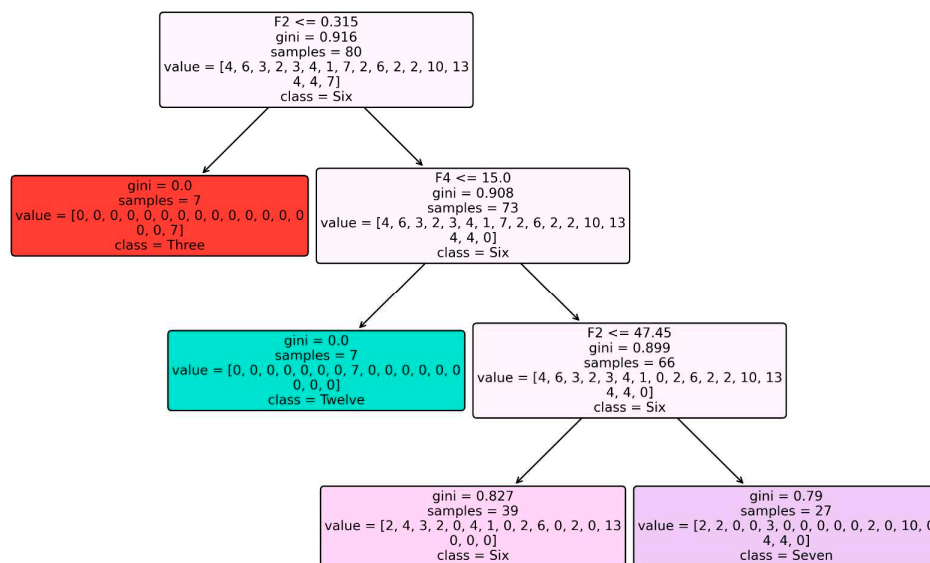 F2 <= 0.315
gini = 0.916
samples = 80
value = [4, 6, 3, 2, 3, 4, 1, 7, 2, 6, 2, 2, 10, 13
4, 4, 7]
class = Six
gini = 0.0
samples = 7
value = [0, 0, 0, 0, 0, 0, 0, 0, 0, 0, 0, 0, 0, 0
0, 0, 7]
class = Three
F4 <= 15.0
gini = 0.908
samples = 73
value = [4, 6, 3, 2, 3, 4, 1, 7, 2, 6, 2, 2, 10, 13
4, 4, 0]
class = Six
gini = 0.0
samples = 7
value = [0, 0, 0, 0, 0, 0, 0, 7, 0, 0, 0, 0, 0, 0
0, 0, 0]
class = Twelve
F2 <= 47.45
gini = 0.899
samples = 66
value = [4, 6, 3, 2, 3, 4, 1, 0, 2, 6, 2, 2, 10, 13
4, 4, 0]
class = Six
gini = 0.827
samples = 39
value = [2, 4, 3, 2, 0, 4, 1, 0, 2, 6, 0, 2, 0, 13
0, 0, 0]
class = Six
gini = 0.79
samples = 27
value = [2, 2, 0, 0, 3, 0, 0, 0, 0, 0, 2, 0, 10, 0
4, 4, 0]
class = Seven